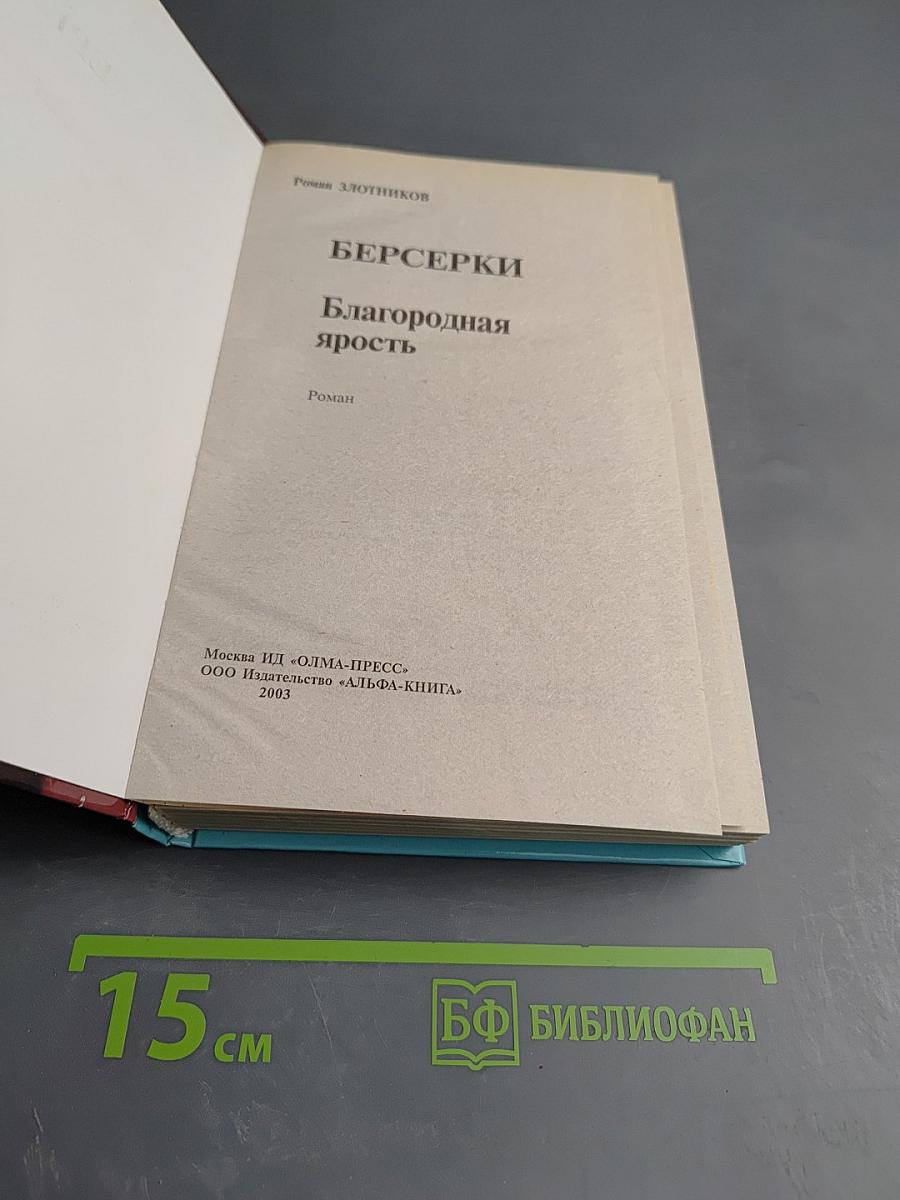 Роман ЗЛОТНИКОВ
БЕРСЕРКИ
Благородная
ярость
Роман
Москва ИД «ОЛМА-ПРЕСС»
ООО Издательство «АЛЬФА-КНИГА»
2003
15 см
БФ БИБЛИОФАН